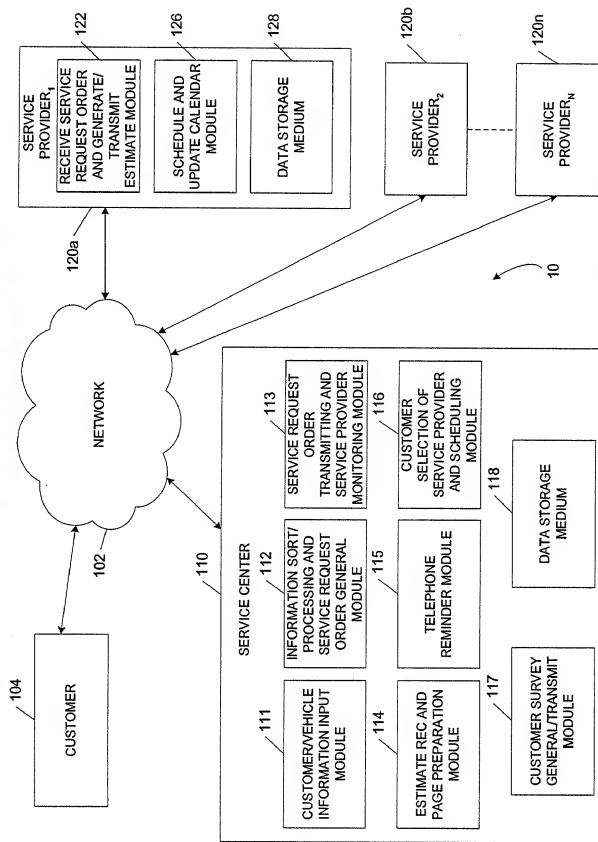 104
CUSTOMER
NETWORK
102
SERVICE
PROVIDER1
122
RECEIVE SERVICE
REQUEST ORDER
AND GENERATE/
TRANSMIT
ESTIMATE MODULE
126
SCHEDULE AND
UPDATE CALENDAR
MODULE
128
DATA STORAGE
MEDIUM
120a
120b
SERVICE
PROVIDER2
120n
SERVICE
PROVIDERN
10
110
SERVICE CENTER
111
CUSTOMER/VEHICLE
INFORMATION INPUT
MODULE
112
INFORMATION SORT/
PROCESSING AND
SERVICE REQUEST
ORDER GENERAL
MODULE
113
SERVICE REQUEST
ORDER
TRANSMITTING AND
SERVICE PROVIDER
MONITORING MODULE
114
ESTIMATE REC AND
PAGE PREPARATION
MODULE
115
TELEPHONE
REMINDER MODULE
116
CUSTOMER
SELECTION OF
SERVICE PROVIDER
AND SCHEDULING
MODULE
117
CUSTOMER SURVEY
GENERAL/TRANSMIT
MODULE
118
DATA STORAGE
MEDIUM